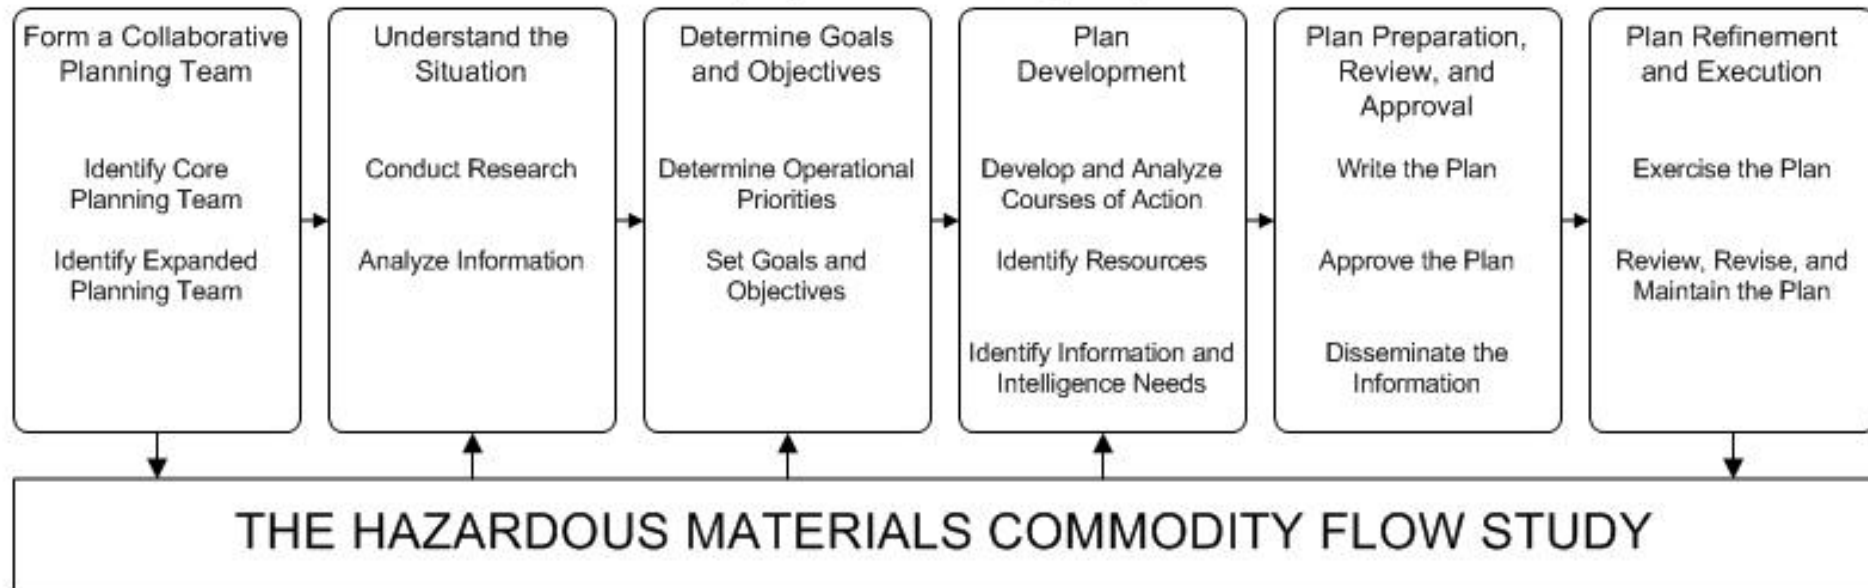 Form a Collaborative
Planning Team
Identify Core
Planning Team
Identify Expanded
Planning Team
Understand the
Situation
Conduct Research
Analyze Information
Determine Goals
and Objectives
Determine Operational
Priorities
Set Goals and
Objectives
Plan
Development
Develop and Analyze
Courses of Action
Identify Resources
Identify Information and
Intelligence Needs
Plan Preparation,
Review, and
Approval
Write the Plan
Approve the Plan
Disseminate the
Information
Plan Refinement
and Execution
Exercise the Plan
Review, Revise, and
Maintain the Plan
THE HAZARDOUS MATERIALS COMMODITY FLOW STUDY